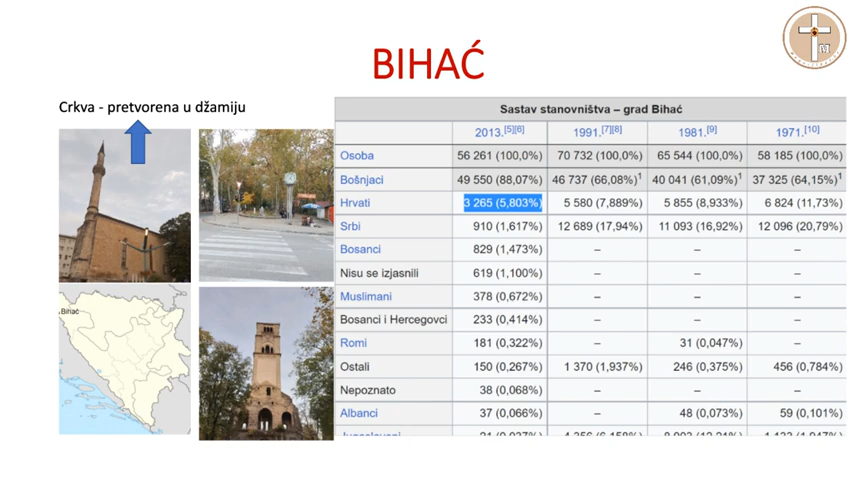 BIHAĆ
M
Crkva - pretvorena u džamiju
Bihać
Sastav stanovništva – grad Bihać
2013.[5][6] 1991.[7][8] 1981.[9] 1971.[10]
Osoba 56 261 (100,0%) 70 732 (100,0%) 65 544 (100,0%) 58 185 (100,0%)
Bošnjaci 49 550 (88,07%) 46 737 (66,08%)1 40 041 (61,09%)1 37 325 (64,15%)1
Hrvati 3 265 (5,803%) 5 580 (7,889%) 5 855 (8,933%) 6 824 (11,73%)
Srbi 910 (1,617%) 12 689 (17,94%) 11 093 (16,92%) 12 096 (20,79%)
Bosanci 829 (1,473%) – – –
Nisu se izjasnili 619 (1,100%) – – –
Muslimani 378 (0,672%) – – –
Bosanci i Hercegovci 233 (0,414%) – – –
Romi 181 (0,322%) – 31 (0,047%) –
Ostali 150 (0,267%) 1 370 (1,937%) 246 (0,375%) 456 (0,784%)
Nepoznato 38 (0,068%) – – –
Albanci 37 (0,066%) – 48 (0,073%) 59 (0,101%)